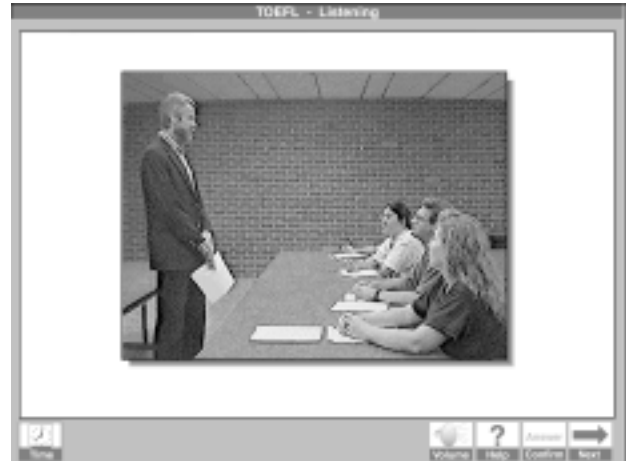 TOEFL - Listening
?
Answer
Time
Volume
Help
Confirm
Next